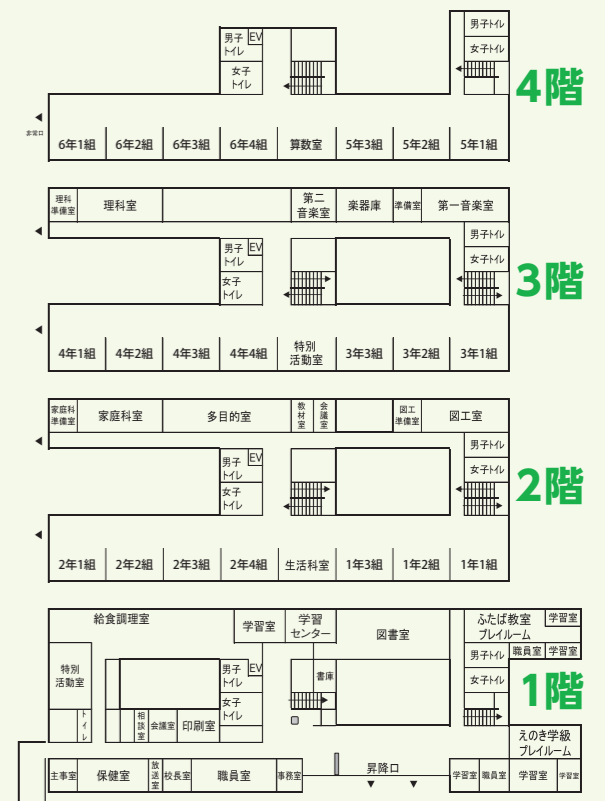 男子トイレ
男子
トイレ
EV
女子トイレ
女子
トイレ
4階
非常口
6年1組 6年2組 6年3組 6年4組 算数室 5年3組 5年2組 5年1組
理科
準備室
理科室
第二
音楽室
楽器庫
準備室
第一音楽室
男子トイレ
男子
トイレ
EV
女子トイレ
女子
トイレ
3階
4年1組 4年2組 4年3組 4年4組
特別
活動室
3年3組 3年2組 3年1組
家庭科
準備室
家庭科室
多目的室
教材室
会議室
図工
準備室
図工室
男子トイレ
男子
トイレ
EV
女子トイレ
女子
トイレ
2階
2年1組 2年2組 2年3組 2年4組 生活科室 1年3組 1年2組 1年1組
給食調理室
学習室
学習
センター
図書室
ふたば教室
プレイルーム
学習室
職員室
学習室
特別
活動室
男子
トイレ
EV
書庫
男子トイレ
女子トイレ
1階
女子
トイレ
トイレ
相談室
会議室
印刷室
えのき学級
プレイルーム
主事室
保健室
放送室
校長室
職員室
事務室
昇降口
学習室
職員室
学習室
学習室